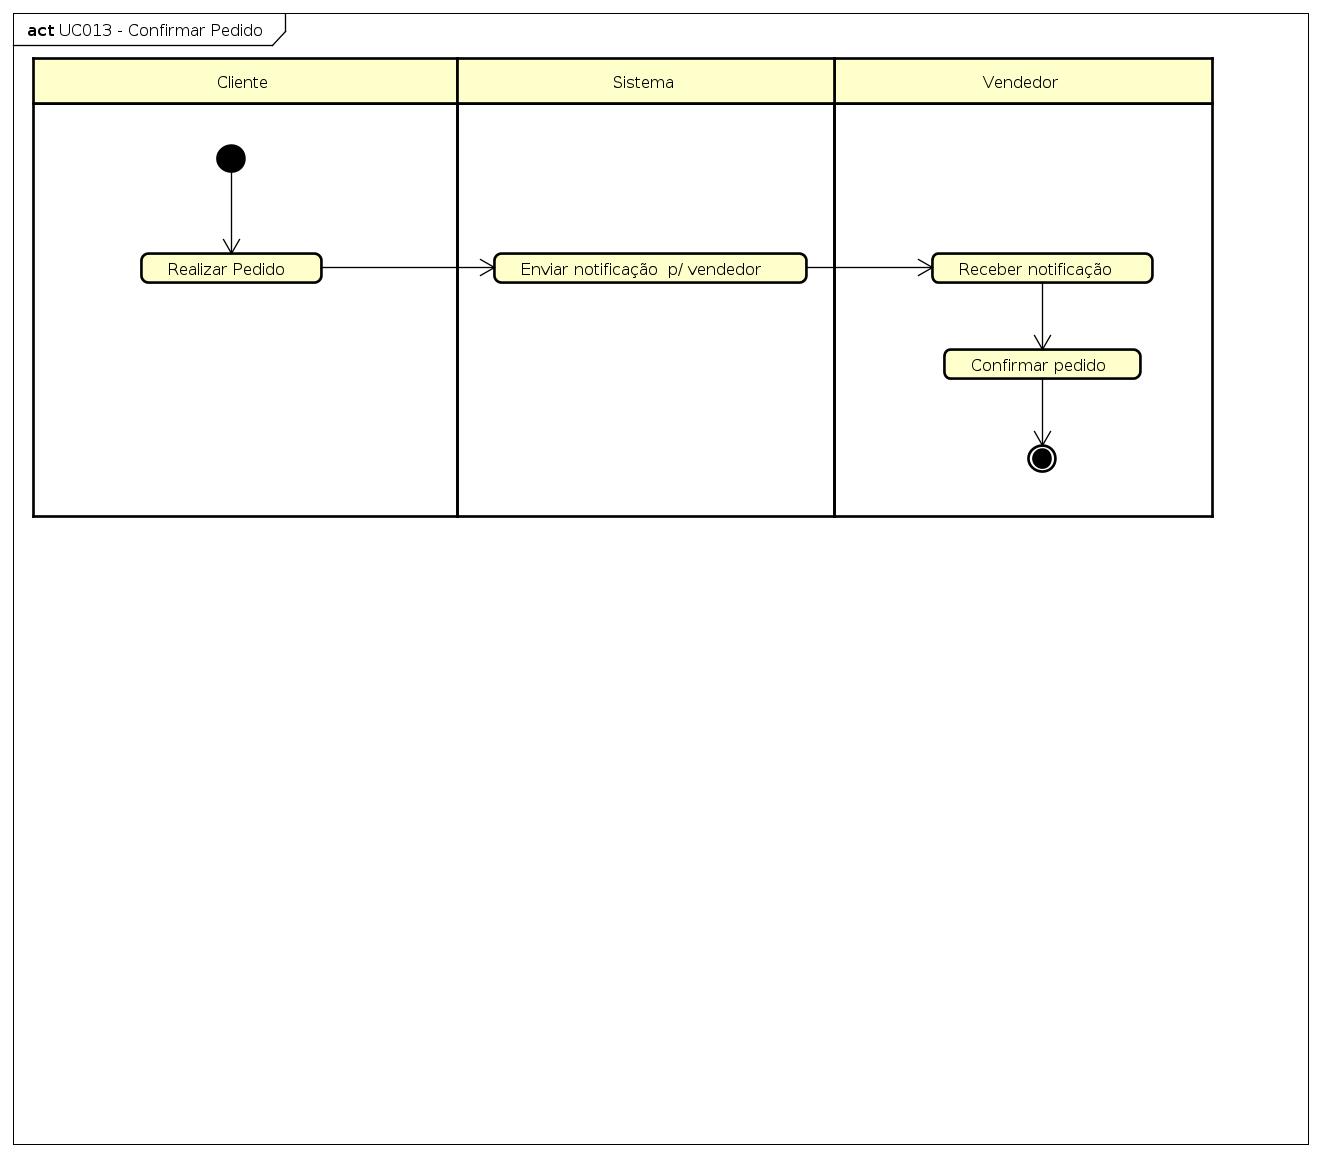 act UC013 - Confirmar Pedido
Cliente
Sistema
Vendedor
Realizar Pedido
Enviar notificação  p/ vendedor
Receber notificação
Confirmar pedido